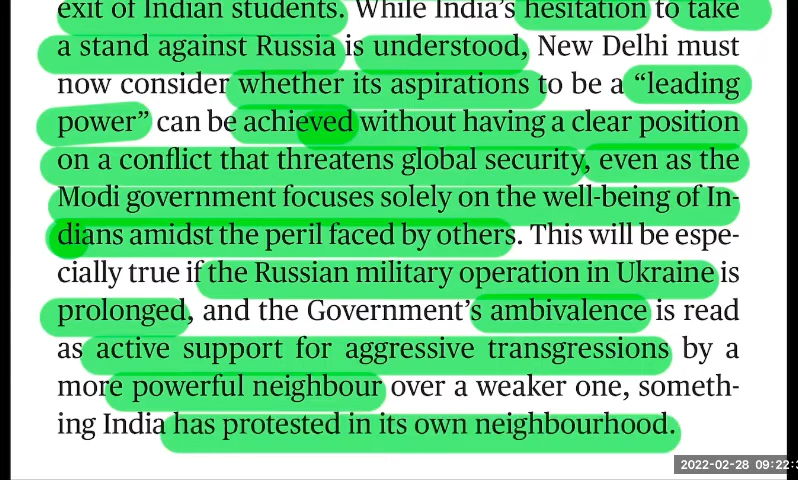 exit of Indian students. While India's hesitation to take
a stand against Russia is understood, New Delhi must
now consider whether its aspirations to be a “leading
power” can be achieved without having a clear position
on a conflict that threatens global security, even as the
Modi government focuses solely on the well-being of In-
dians amidst the peril faced by others. This will be espe-
cially true if the Russian military operation in Ukraine is
prolonged, and the Government's ambivalence is read
as active support for aggressive transgressions by a
more powerful neighbour over a weaker one, someth-
ing India has protested in its own neighbourhood.
2022-02-28 09:22:3